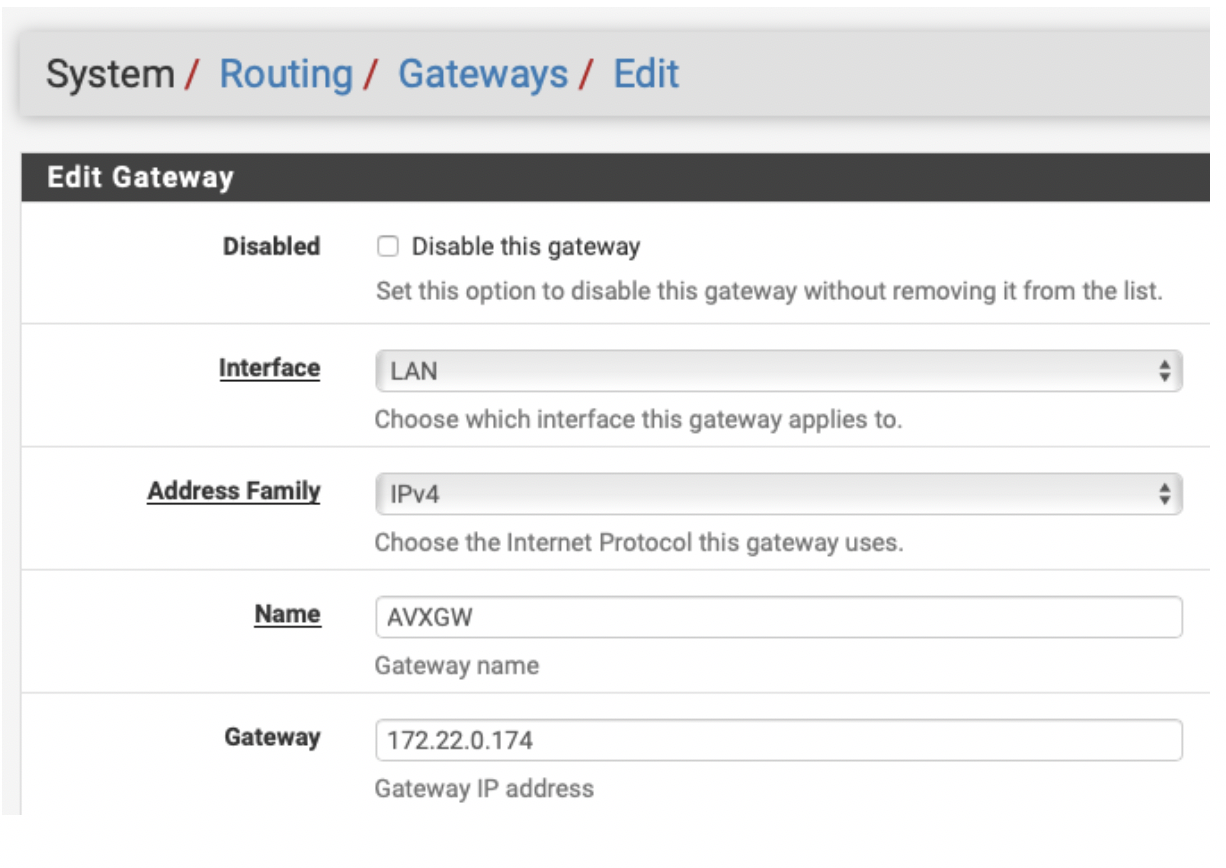 System / Routing / Gateways / Edit
Edit Gateway
Disabled Disable this gateway
Set this option to disable this gateway without removing it from the list.
Interface LAN
Choose which interface this gateway applies to.
Address Family IPv4
Choose the Internet Protocol this gateway uses.
Name AVXGW
Gateway name
Gateway 172.22.0.174
Gateway IP address